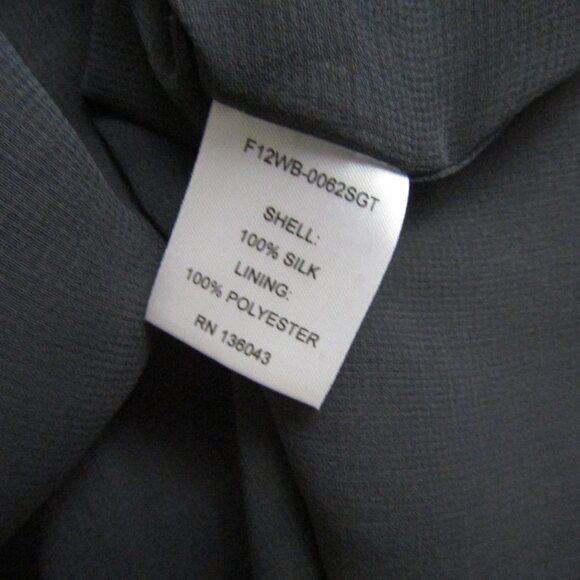 F12WB-0062SGT
SHELL:
100% SILK
LINING:
100% POLYESTER
RN 136043